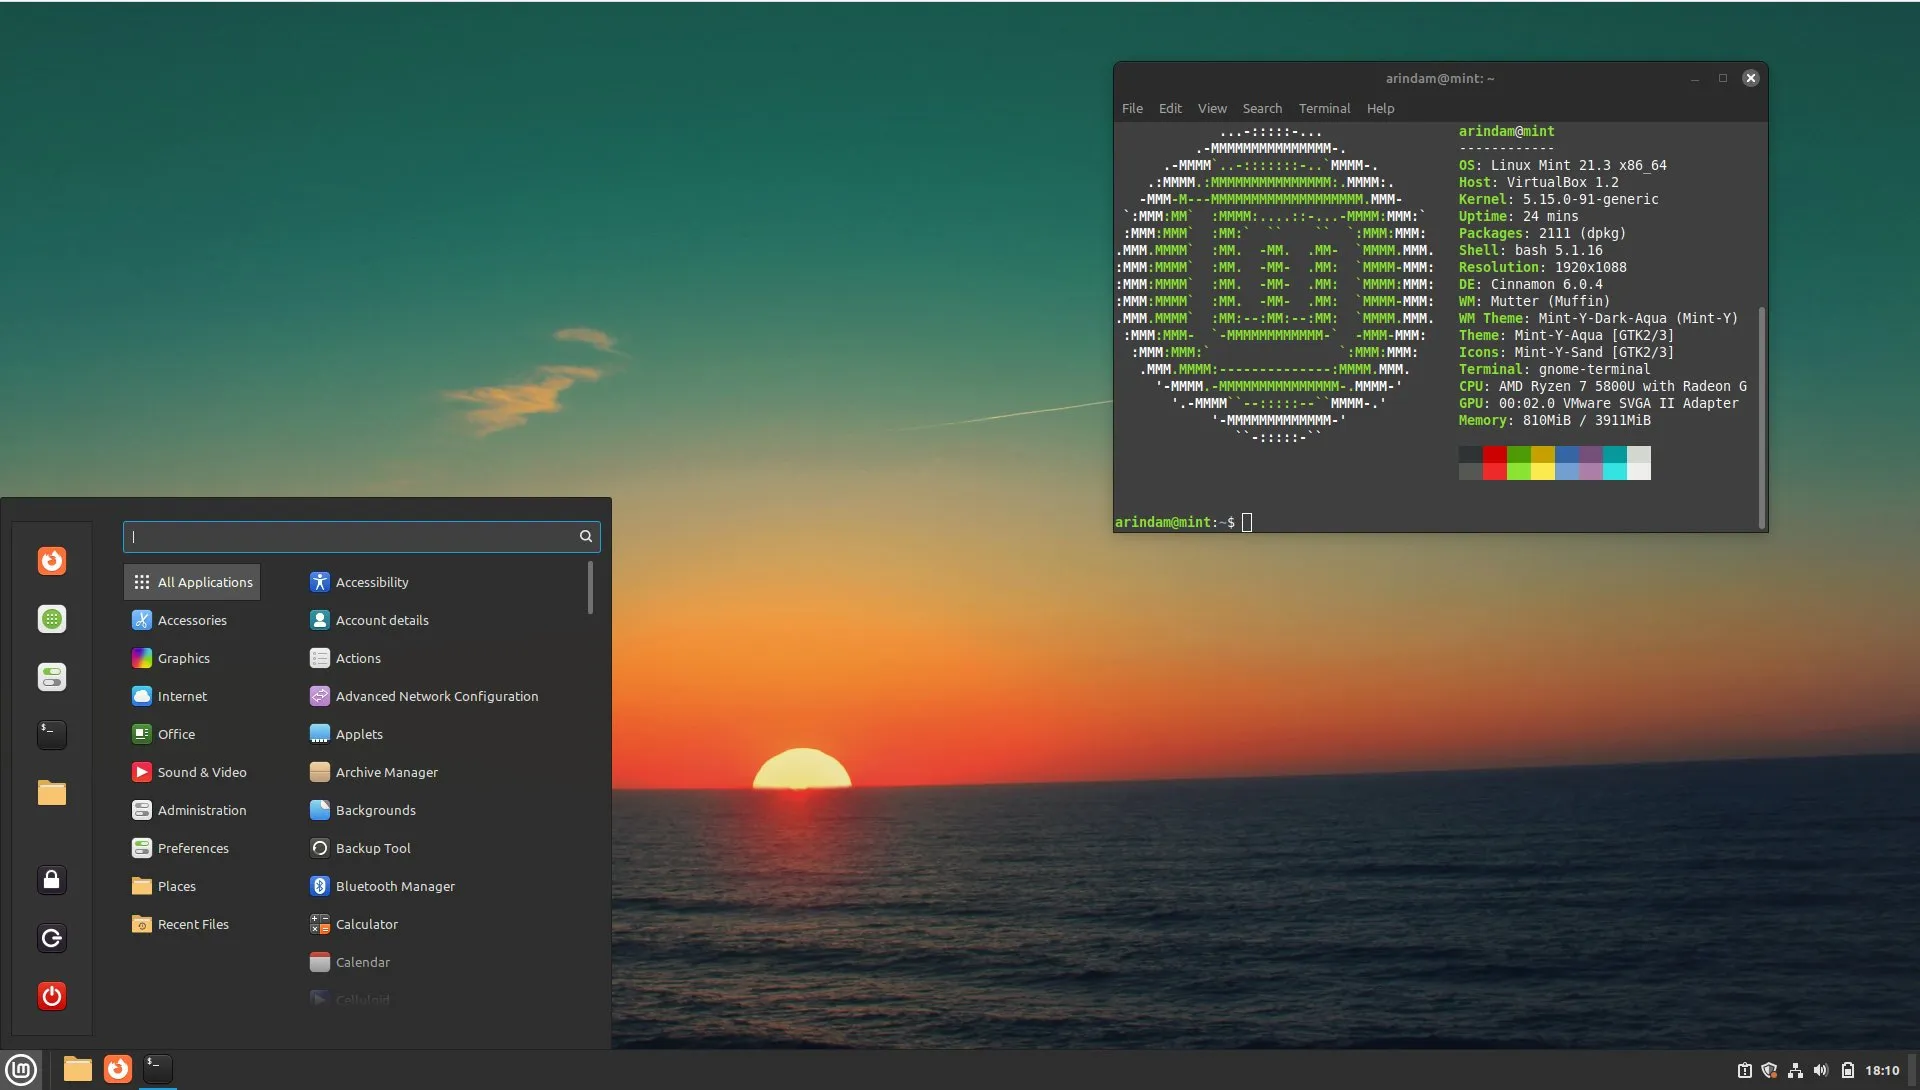 arindam@mint: ~
File Edit View Search Terminal Help
...-:::::-...
.-MMMMMMMMMMMMMMM-.
.-MMMM`..-:::::::-..`MMMM-.
.:MMMM.:MMMMMMMMMMMMMMM:.MMMM:.
-MMM-M---MMMMMMMMMMMMMMMMMMM.MMM-
`:MMM:MM`  :MMMM:....::-...-MMMM:MMM:`
:MMM:MMM`  :MM:`  ``    ``  `:MMM:MMM:
.MMM.MMMM`  :MM.  -MM.  .MM-  `MMMM.MMM.
:MMM:MMMM`  :MM.  -MM-  .MM:  `MMMM-MMM:
:MMM:MMMM`  :MM.  -MM-  .MM:  `MMMM:MMM:
:MMM:MMMM`  :MM.  -MM-  .MM:  `MMMM-MMM:
.MMM.MMMM`  :MM:--:MM:--:MM:  `MMMM.MMM.
:MMM:MMM-  `-MMMMMMMMMMMM-`  -MMM-MMM:
:MMM:MMM:`                `:MMM:MMM:
.MMM.MMMM:--------------:MMMM.MMM.
'-MMMM.-MMMMMMMMMMMMMMM-.MMMM-'
'.-MMMM``--:::::--``MMMM-.'
'-MMMMMMMMMMMMM-'
``-:::::-``
arindam@mint
------------
OS: Linux Mint 21.3 x86_64
Host: VirtualBox 1.2
Kernel: 5.15.0-91-generic
Uptime: 24 mins
Packages: 2111 (dpkg)
Shell: bash 5.1.16
Resolution: 1920x1088
DE: Cinnamon 6.0.4
WM: Mutter (Muffin)
WM Theme: Mint-Y-Dark-Aqua (Mint-Y)
Theme: Mint-Y-Aqua [GTK2/3]
Icons: Mint-Y-Sand [GTK2/3]
Terminal: gnome-terminal
CPU: AMD Ryzen 7 5800U with Radeon G
GPU: 00:02.0 VMware SVGA II Adapter
Memory: 810MiB / 3911MiB
arindam@mint:~$
All Applications
Accessories
Graphics
Internet
Office
Sound & Video
Administration
Preferences
Places
Recent Files
Accessibility
Account details
Actions
Advanced Network Configuration
Applets
Archive Manager
Backgrounds
Backup Tool
Bluetooth Manager
Calculator
Calendar
Celluloid
18:10